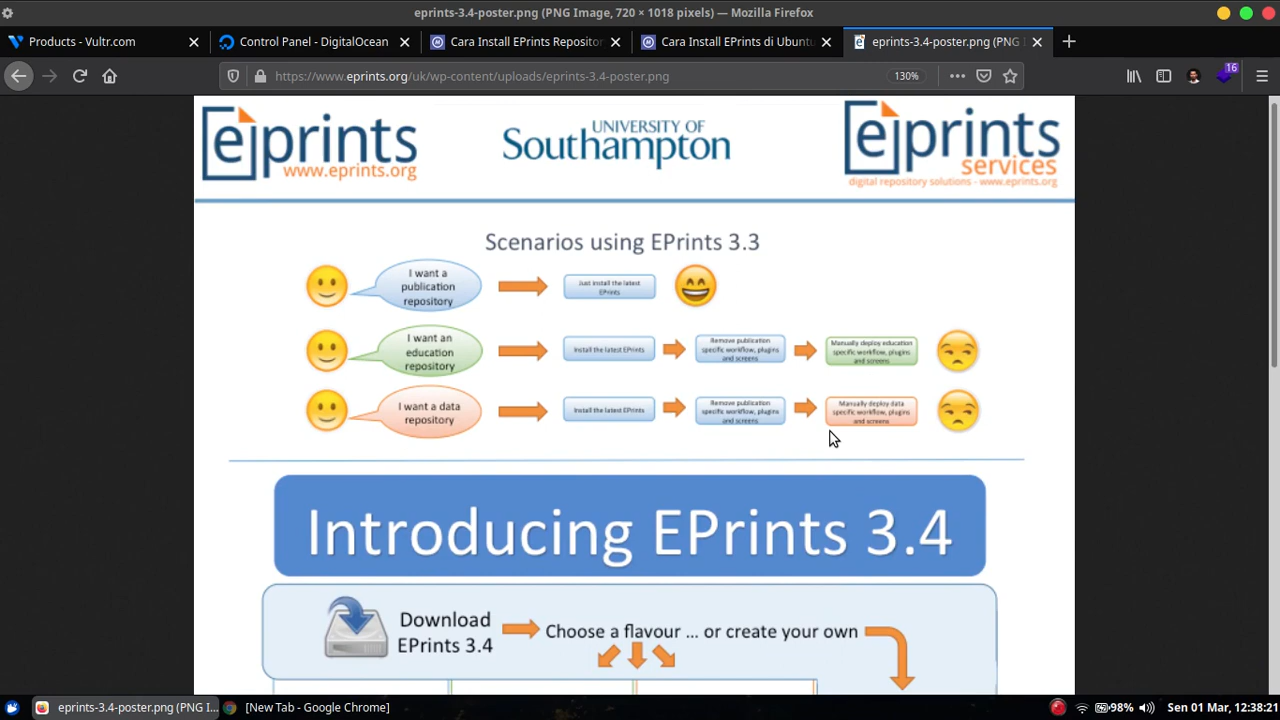 eprints-3.4-poster.png (PNG Image, 720 × 1018 pixels) — Mozilla Firefox
Products - Vultr.com
Control Panel - DigitalOcean
Cara Install EPrints Repositor
Cara Install EPrints di Ubuntu
eprints-3.4-poster.png (PNG I
https://www.eprints.org/uk/wp-content/uploads/eprints-3.4-poster.png
130%
16
eprints
www.eprints.org
UNIVERSITY OF
Southampton
eprints
services
digital repository solutions - www.eprints.org
Scenarios using EPrints 3.3
I want a
publication
repository
Just install the latest
EPrints
I want an
education
repository
Install the latest EPrints
Remove publication
specific workflow, plugins
and screens
Manually deploy education
specific workflow, plugins
and screens
I want a data
repository
Install the latest EPrints
Remove publication
specific workflow, plugins
and screens
Manually deploy data
specific workflow, plugins
and screens
Introducing EPrints 3.4
Download
EPrints 3.4
Choose a flavour ... or create your own
eprints-3.4-poster.png (PNG I...
[New Tab - Google Chrome]
98%
Sen 01 Mar, 12:38:21